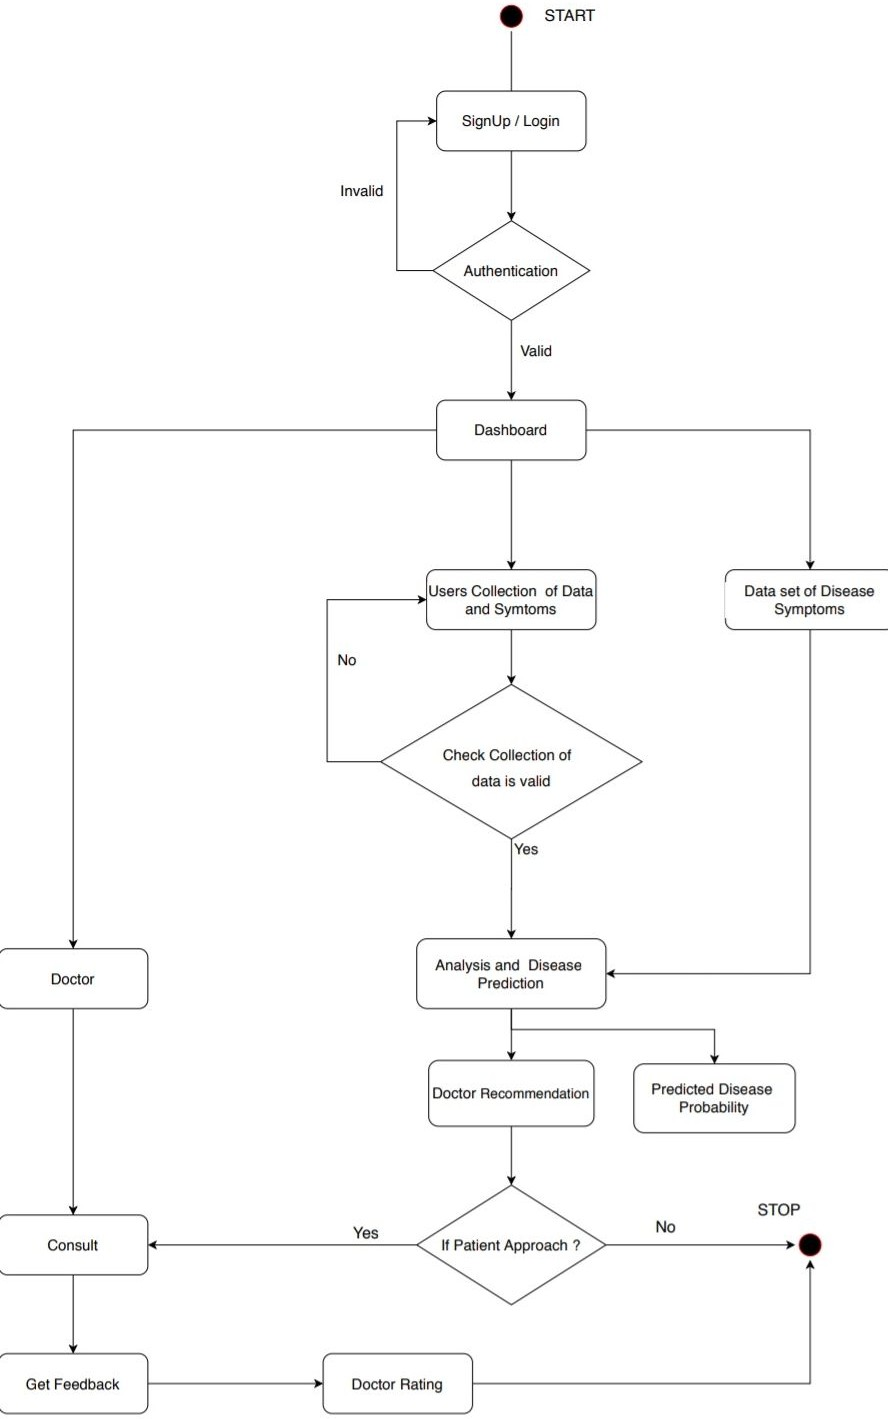 START
SignUp / Login
Invalid
Authentication
Valid
Dashboard
Users Collection of Data
and Symtoms
Data set of Disease
Symptoms
No
Check Collection of
data is valid
Yes
Analysis and Disease
Prediction
Doctor
Doctor Recommendation
Predicted Disease
Probability
STOP
Yes
No
Consult
If Patient Approach ?
Get Feedback
Doctor Rating